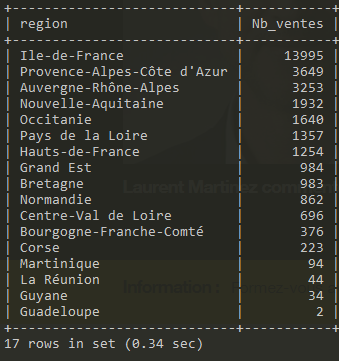 +---------------------------+-----------+
| region                    | Nb_ventes |
+---------------------------+-----------+
| Ile-de-France             |     13995 |
| Provence-Alpes-Côte d'Azur |      3649 |
| Auvergne-Rhône-Alpes      |      3253 |
| Nouvelle-Aquitaine        |      1932 |
| Occitanie                 |      1640 |
| Pays de la Loire          |      1357 |
| Hauts-de-France           |      1254 |
| Grand Est                 |       984 |
| Bretagne                  |       983 |
| Normandie                 |       862 |
| Centre-Val de Loire       |       696 |
| Bourgogne-Franche-Comté   |       376 |
| Corse                     |       223 |
| Martinique                |        94 |
| La Réunion                |        44 |
| Guyane                    |        34 |
| Guadeloupe                |         2 |
+---------------------------+-----------+
17 rows in set (0.34 sec)
Laurent Martinez
Information :